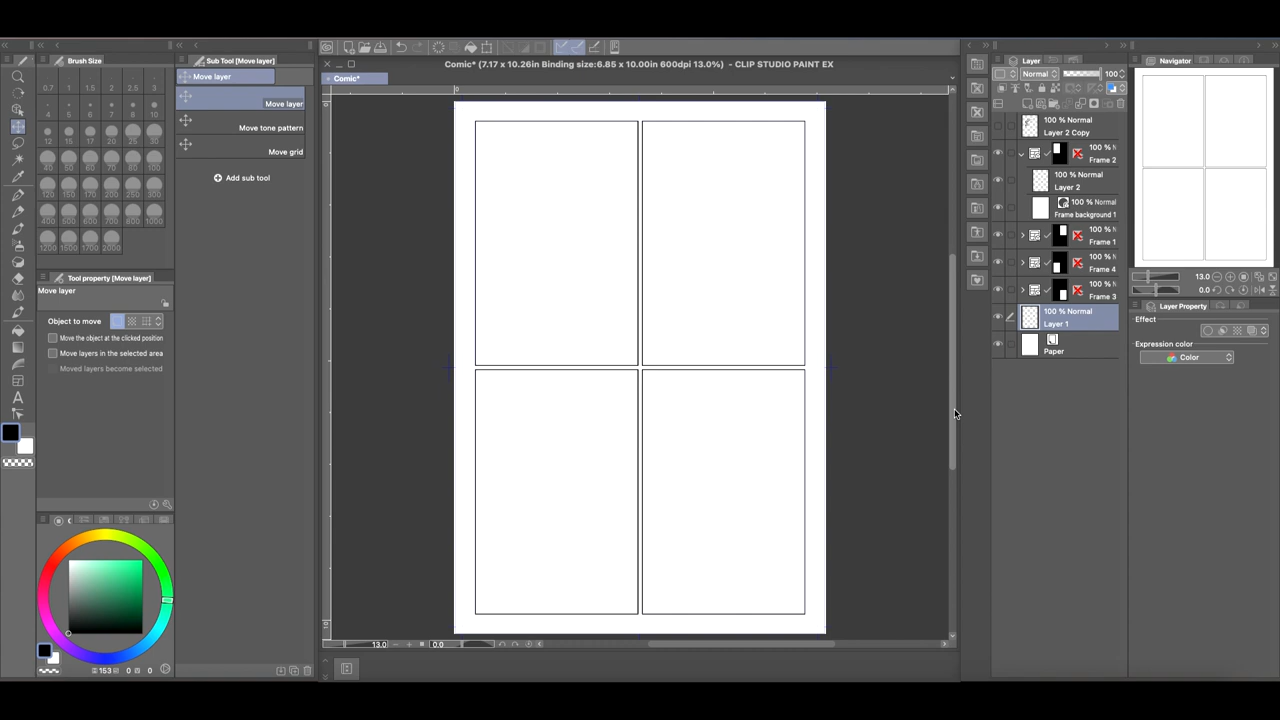 Comic* (7.17 x 10.26in Binding size:6.85 x 10.00in 600dpi 13.0%) - CLIP STUDIO PAINT EX
Brush Size
Sub Tool [Move layer]
Comic*
Layer
Navigator
Move layer
Normal
100
0.7 1 1.5 2 2.5 3
Move layer
4 5 6 7 8 10
Move tone pattern
12 15 17 20 25 30
Move grid
40 50 60 70 80 100
Add sub tool
120 150 170 200 250 300
400 500 600 700 800 1000
1200 1500 1700 2000
100 % Normal
Layer 2 Copy
100 % N
Frame 2
100 % Normal
Layer 2
100 % Normal
Frame background 1
100 % N
Frame 1
100 % N
Frame 4
100 % N
Frame 3
100 % Normal
Layer 1
Paper
13.0
0.0
Layer Property
Effect
Expression color
Color
Tool property [Move layer]
Move layer
Object to move
Move the object at the clicked position
Move layers in the selected area
Moved layers become selected
0
0
10
13.0
0.0
153 0 0